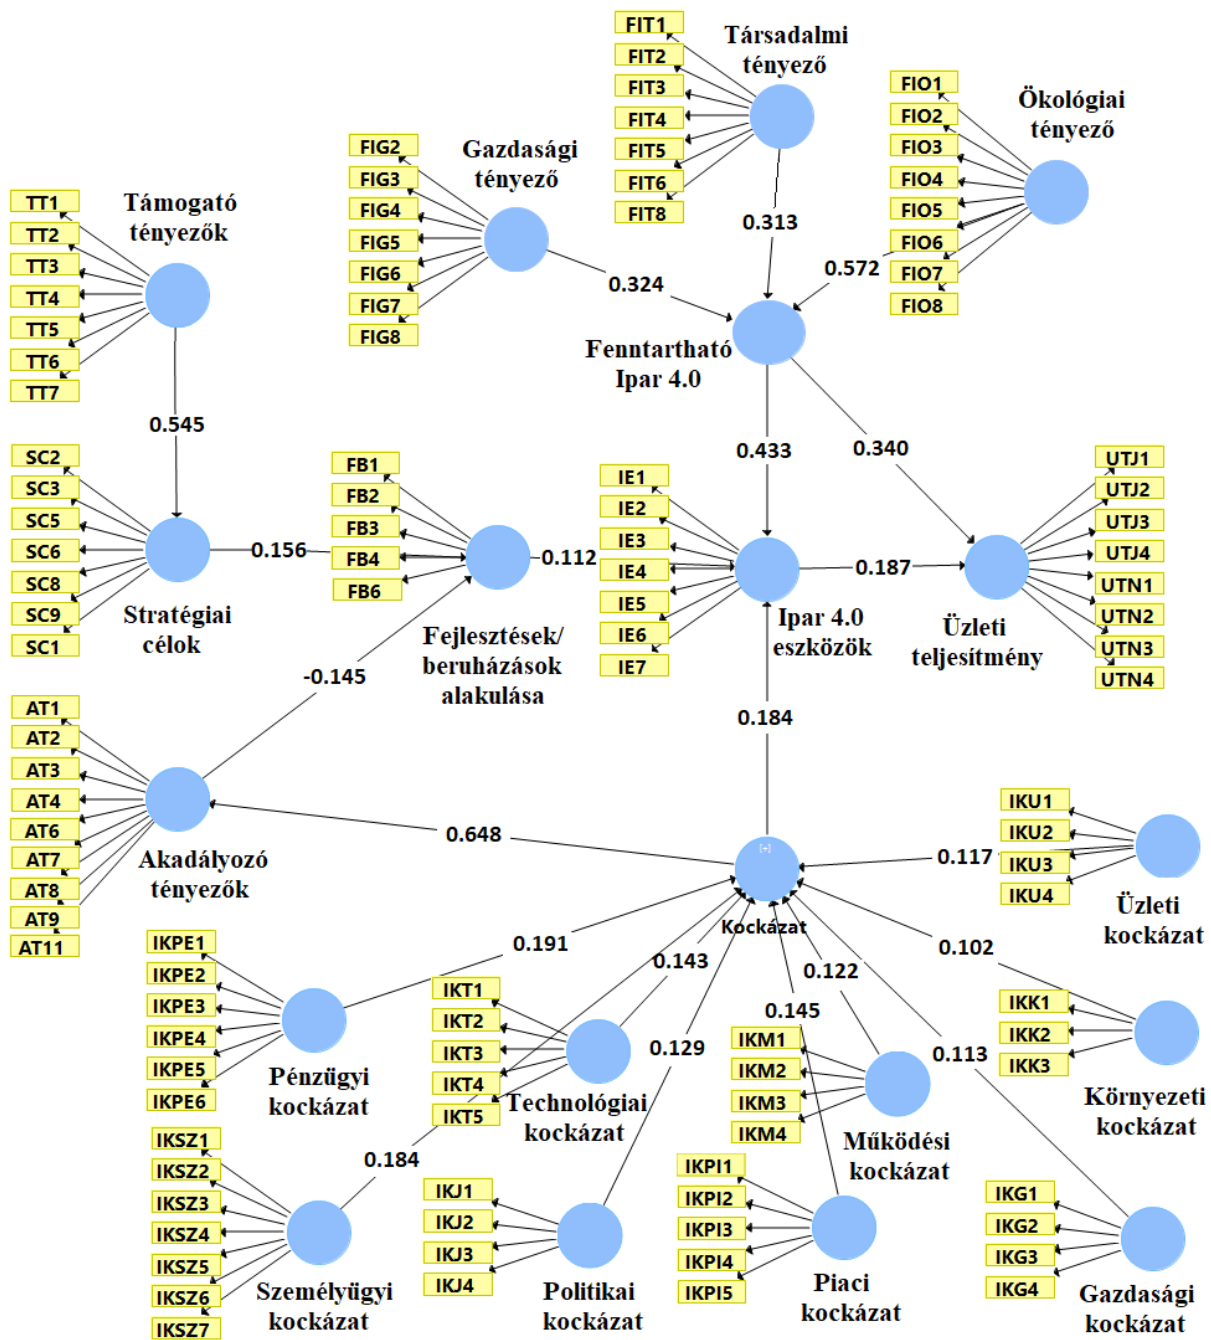 FIT1
FIT2
FIT3
FIT4
FIT5
FIT6
FIT8
Társadalmi
tényező
FIO1
FIO2
FIO3
FIO4
FIO5
FIO6
FIO7
FIO8
Ökológiai
tényező
FIG2
FIG3
FIG4
FIG5
FIG6
FIG7
FIG8
Gazdasági
tényező
TT1
TT2
TT3
TT4
TT5
TT6
TT7
Támogató
tényezők
0.313
0.572
0.324
Fenntartható
Ipar 4.0
0.545
0.433
0.340
SC2
SC3
SC5
SC6
SC8
SC9
SC1
Stratégiai
célok
0.156
FB1
FB2
FB3
FB4
FB6
Fejlesztések/
beruházások
alakulása
0.112
IE1
IE2
IE3
IE4
IE5
IE6
IE7
Ipar 4.0
eszközök
0.187
Üzleti
teljesítmény
UTJ1
UTJ2
UTJ3
UTJ4
UTN1
UTN2
UTN3
UTN4
-0.145
0.184
AT1
AT2
AT3
AT4
AT6
AT7
AT8
AT9
AT11
Akadályozó
tényezők
0.648
[+]
Kockázat
0.117
IKU1
IKU2
IKU3
IKU4
Üzleti
kockázat
0.191
0.143
0.122
0.102
IKPE1
IKPE2
IKPE3
IKPE4
IKPE5
IKPE6
Pénzügyi
kockázat
IKT1
IKT2
IKT3
IKT4
IKT5
Technológiai
kockázat
0.129
0.145
0.113
IKM1
IKM2
IKM3
IKM4
Működési
kockázat
IKK1
IKK2
IKK3
Környezeti
kockázat
0.184
IKSZ1
IKSZ2
IKSZ3
IKSZ4
IKSZ5
IKSZ6
IKSZ7
Személyügyi
kockázat
IKJ1
IKJ2
IKJ3
IKJ4
Politikai
kockázat
IKPI1
IKPI2
IKPI3
IKPI4
IKPI5
Piaci
kockázat
IKG1
IKG2
IKG3
IKG4
Gazdasági
kockázat